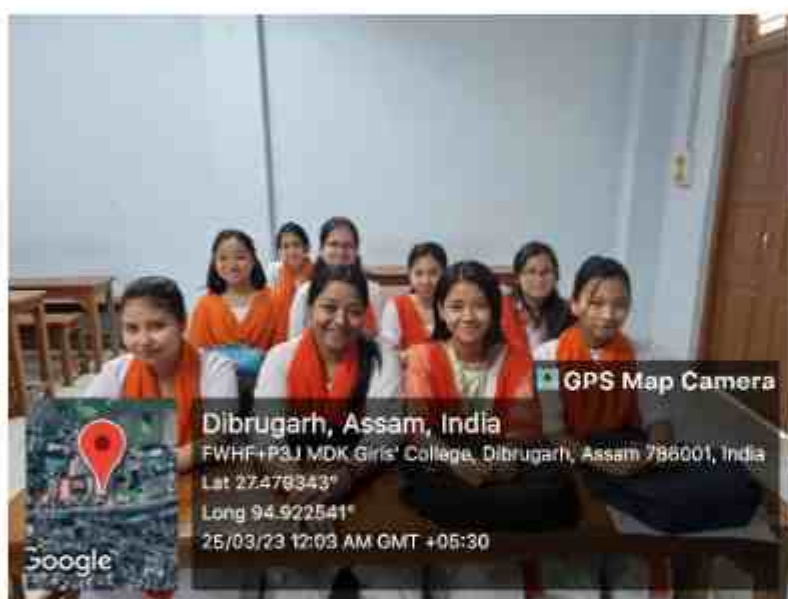 GPS Map Camera
Dibrugarh, Assam, India
FWHF+P3J MDK Girls' College, Dibrugarh, Assam 786001, India
Lat 27.479343°
Long 94.922541°
25/03/23 12:03 AM GMT +05:30
Google